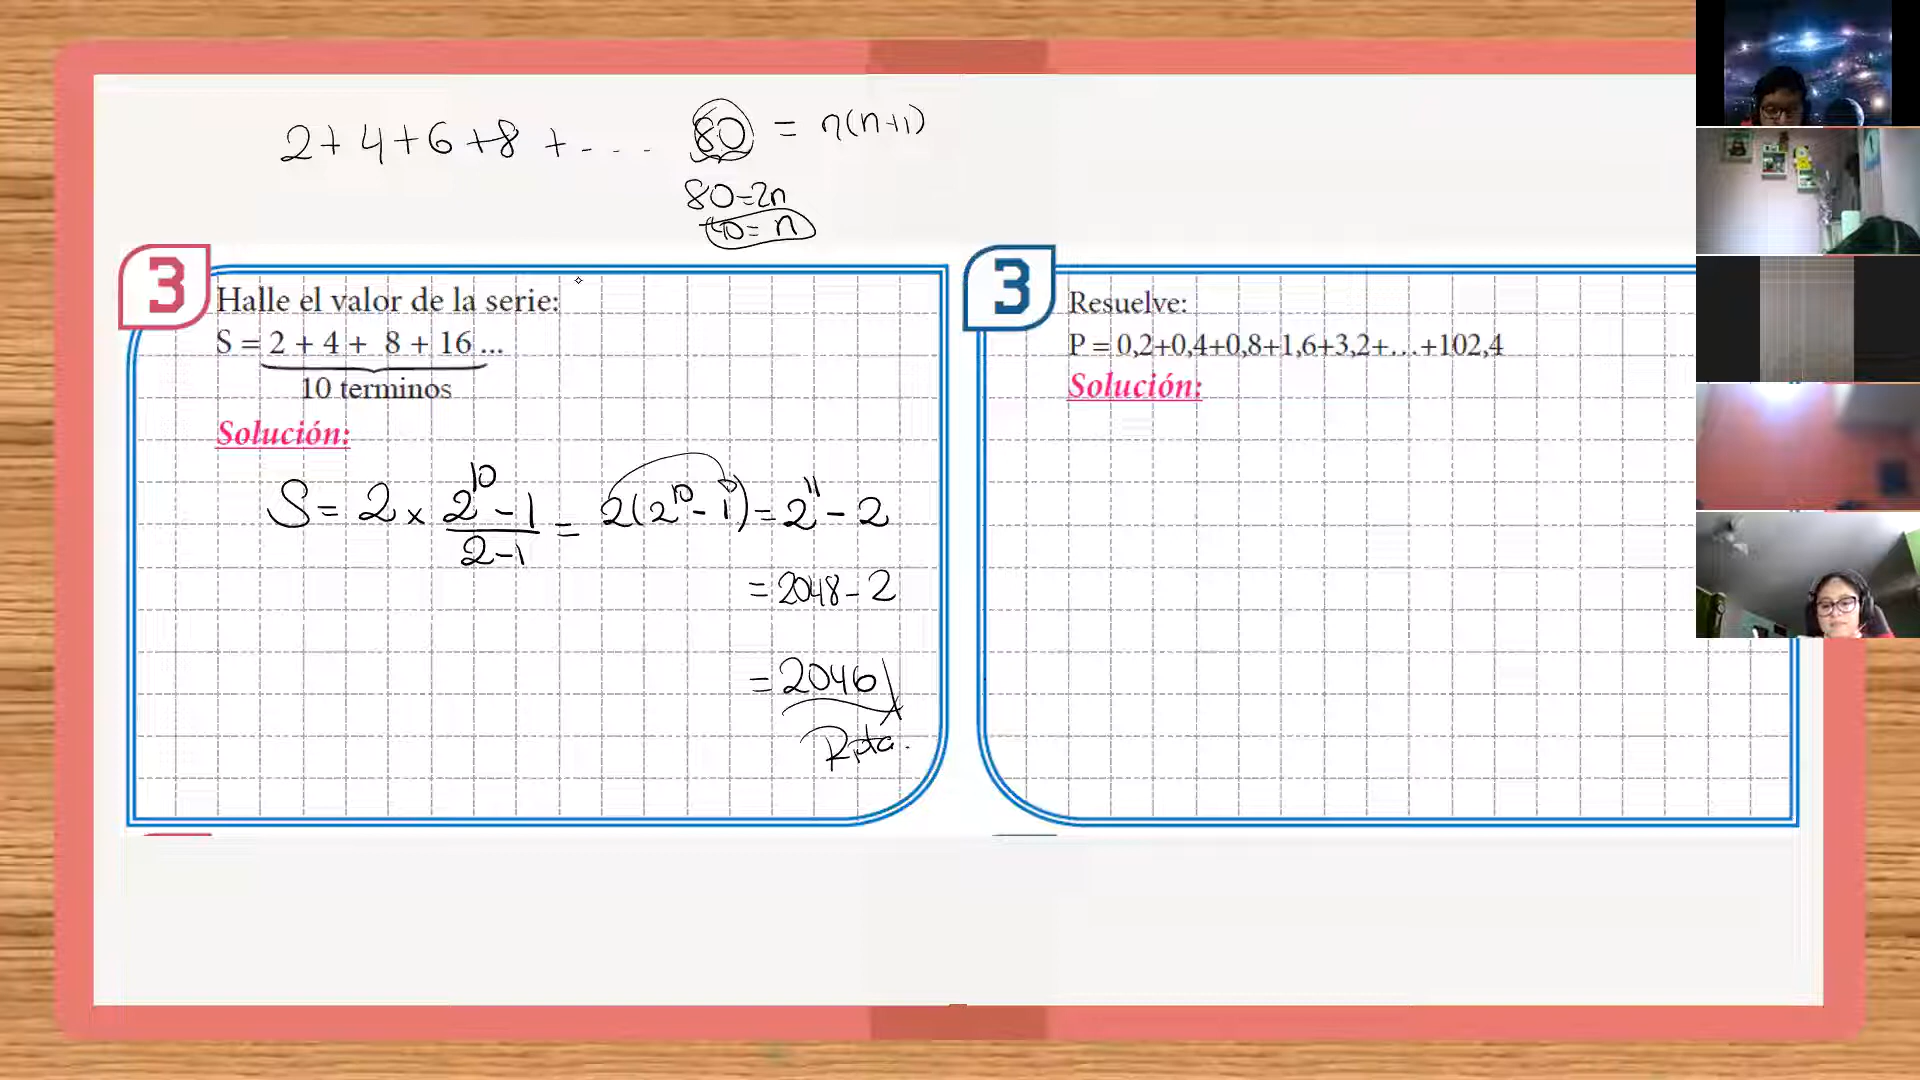 2+4+6+8+... 80 = n(n+1)
80=2n
40=n
3
Halle el valor de la serie:
S = 2 + 4 + 8 + 16 ...
10 terminos
Solución:
S = 2 x 2^10-1 / 2-1 = 2(2^10-1) = 2^11-2
= 2048-2
= 2046
Rpta.
3
Resuelve:
P = 0,2+0,4+0,8+1,6+3,2+...+102,4
Solución: